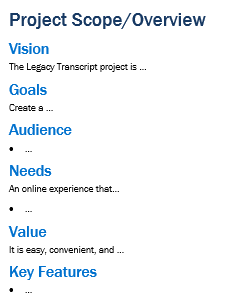 Project Scope/Overview
Vision
The Legacy Transcript project is ...
Goals
Create a ...
Audience
• ...
Needs
An online experience that...
• ...
Value
It is easy, convenient, and ...
Key Features
• ...